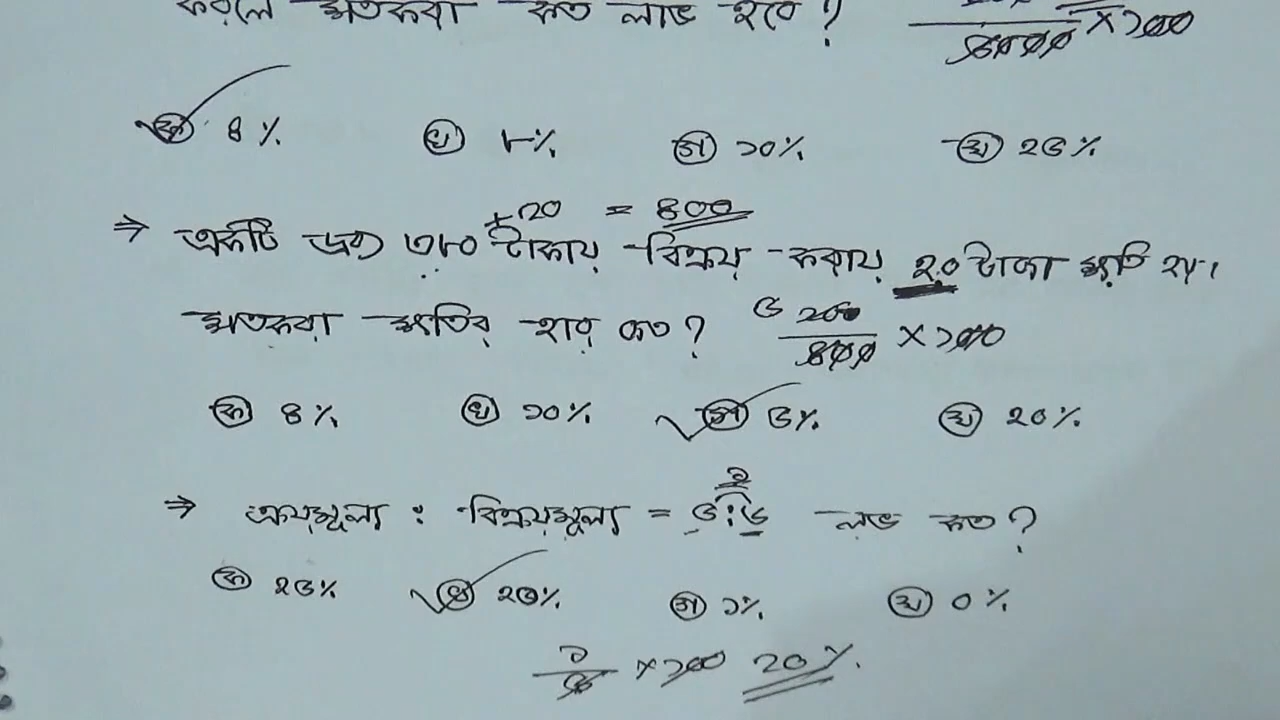 করলে শতকরা কত লাভ হবে? ×১০০
ক ৪% খ ৮% গ ১০% ঘ ২৫%
+২০ = ৪০০
⇒ একটি দ্রব্য ৩৮০ টাকায় বিক্রয় করায় ২০ টাকা ক্ষতি হয়।
শতকরা ক্ষতির হার কত? ৫ ২০/৪০০ × ১০০
ক ৪% খ ১০% গ ৫% ঘ ২০%
১
⇒ ক্রয়মূল্য : বিক্রয়মূল্য = ৫:৬ লাভ কত?
ক ২৫% খ ২০% গ ১% ঘ ০%
১/৫ × ১০০ ২০%